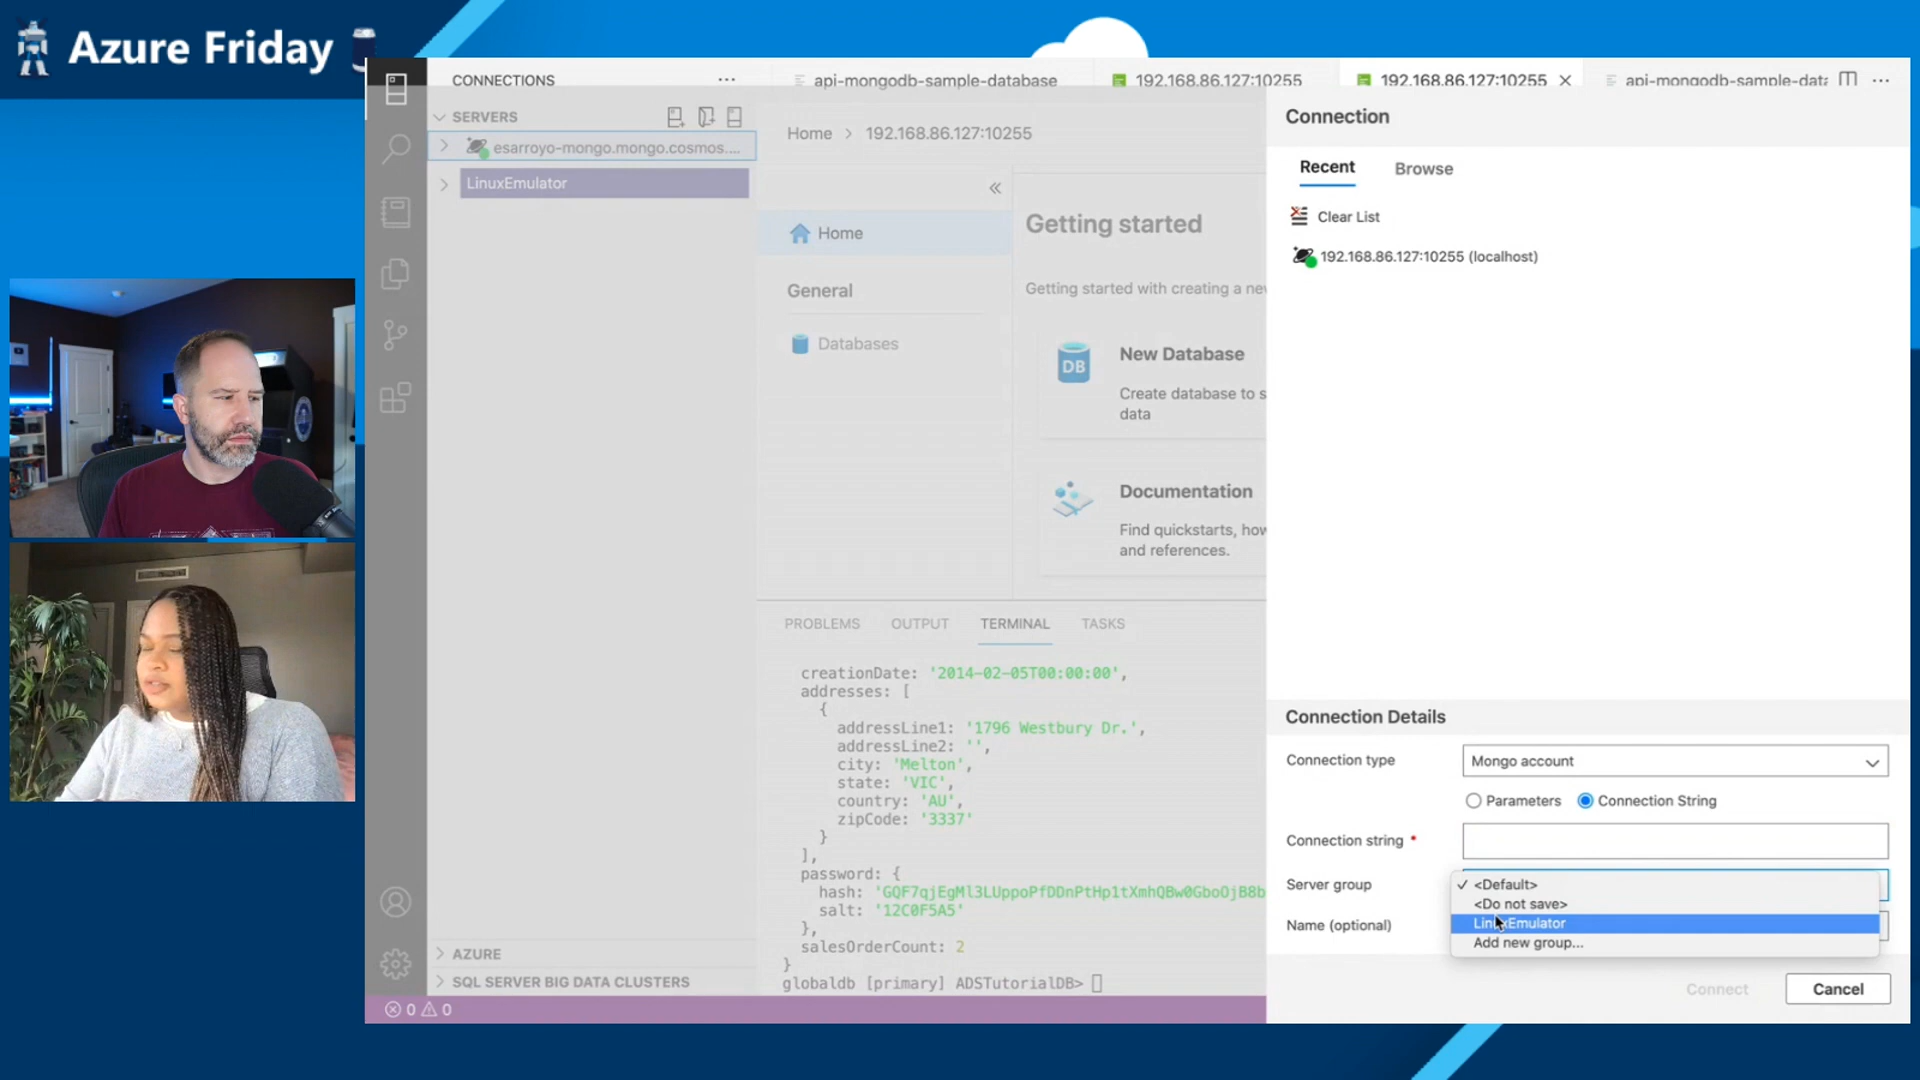 Azure Friday
CONNECTIONS
api-mongodb-sample-database
192.168.86.127:10255
192.168.86.127:10255
api-mongodb-sample-data
SERVERS
esarroyo-mongo.mongo.cosmos....
LinuxEmulator
Home > 192.168.86.127:10255
Home
General
Databases
Getting started
Getting started with creating a new
New Database
Create database to s
data
Documentation
Find quickstarts, how
and references.
PROBLEMS OUTPUT TERMINAL TASKS
creationDate: '2014-02-05T00:00:00',
addresses: [
{
addressLine1: '1796 Westbury Dr.',
addressLine2: '',
city: 'Melton',
state: 'VIC',
country: 'AU',
zipCode: '3337'
}
],
password: {
hash: 'GQF7qjEgMl3LUppoPfDDnPtHp1tXmhQBw0GboOjB8b
salt: '12C0F5A5'
},
salesOrderCount: 2
}
globaldb [primary] ADSTutorialDB>
AZURE
SQL SERVER BIG DATA CLUSTERS
0 0
Connection
Recent Browse
Clear List
192.168.86.127:10255 (localhost)
Connection Details
Connection type Mongo account
Parameters Connection String
Connection string *
Server group
<Default>
<Do not save>
LinuxEmulator
Add new group...
Name (optional)
Connect Cancel